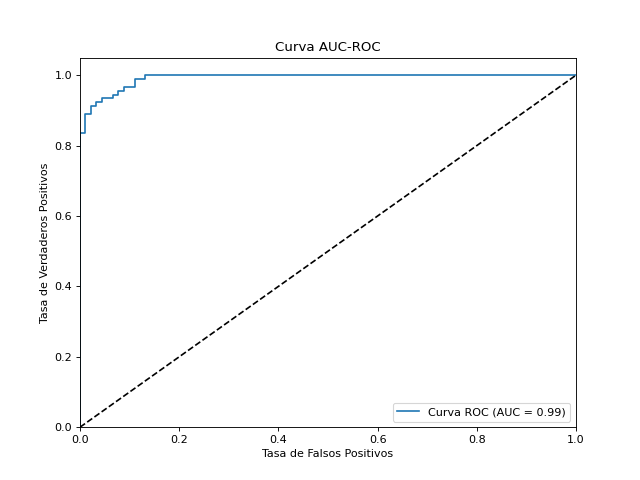 Curva AUC-ROC
Tasa de Verdaderos Positivos
1.0
0.8
0.6
0.4
0.2
0.0
0.0 0.2 0.4 0.6 0.8 1.0
Tasa de Falsos Positivos
Curva ROC (AUC = 0.99)